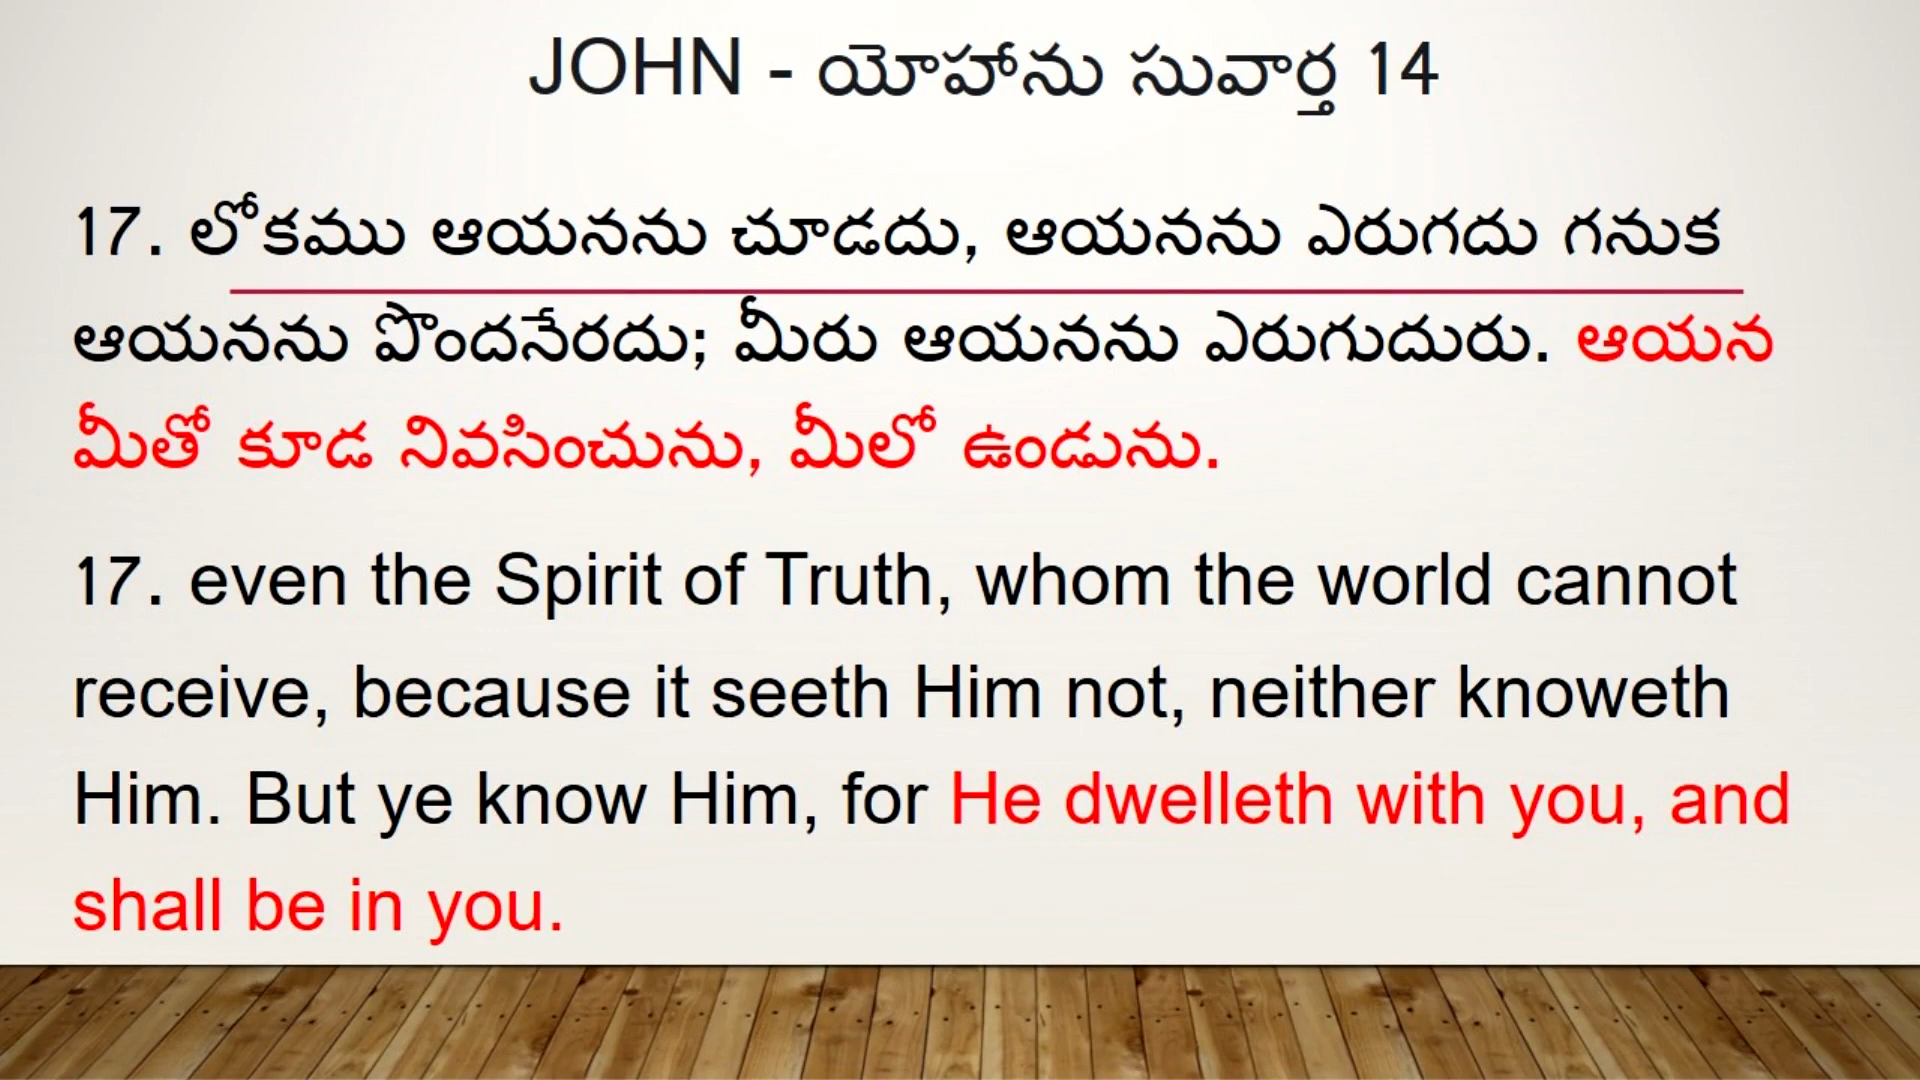 JOHN - యోహాను సువార్త 14
17. లోకము ఆయనను చూడదు, ఆయనను ఎరుగదు గనుక
ఆయనను పొందనేరదు; మీరు ఆయనను ఎరుగుదురు. ఆయన
మీతో కూడ నివసించును, మీలో ఉండును.
17. even the Spirit of Truth, whom the world cannot
receive, because it seeth Him not, neither knoweth
Him. But ye know Him, for He dwelleth with you, and
shall be in you.